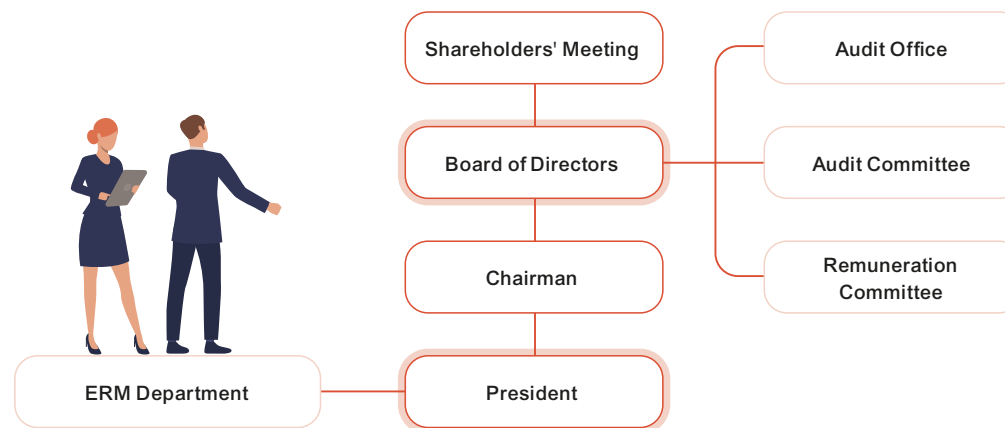 Shareholders' Meeting
Audit Office
Board of Directors
Audit Committee
Chairman
Remuneration
Committee
ERM Department
President